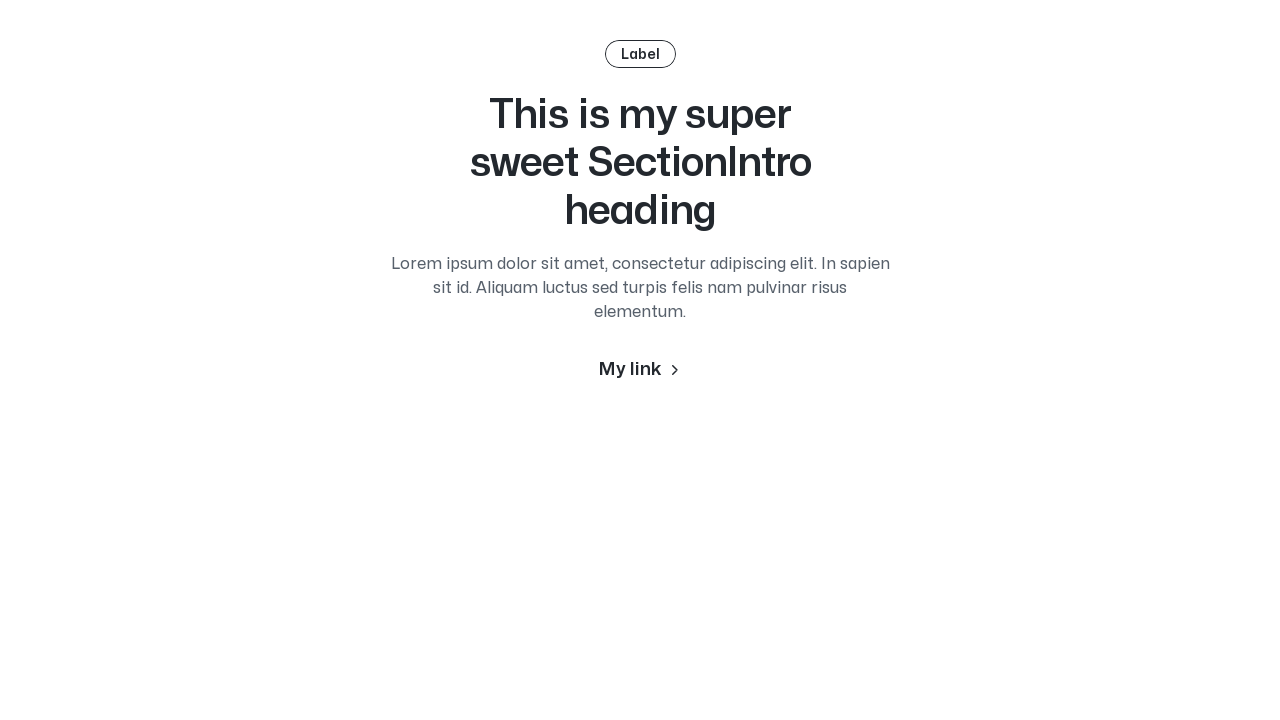 Label
This is my super
sweet SectionIntro
heading
Lorem ipsum dolor sit amet, consectetur adipiscing elit. In sapien
sit id. Aliquam luctus sed turpis felis nam pulvinar risus
elementum.
My link